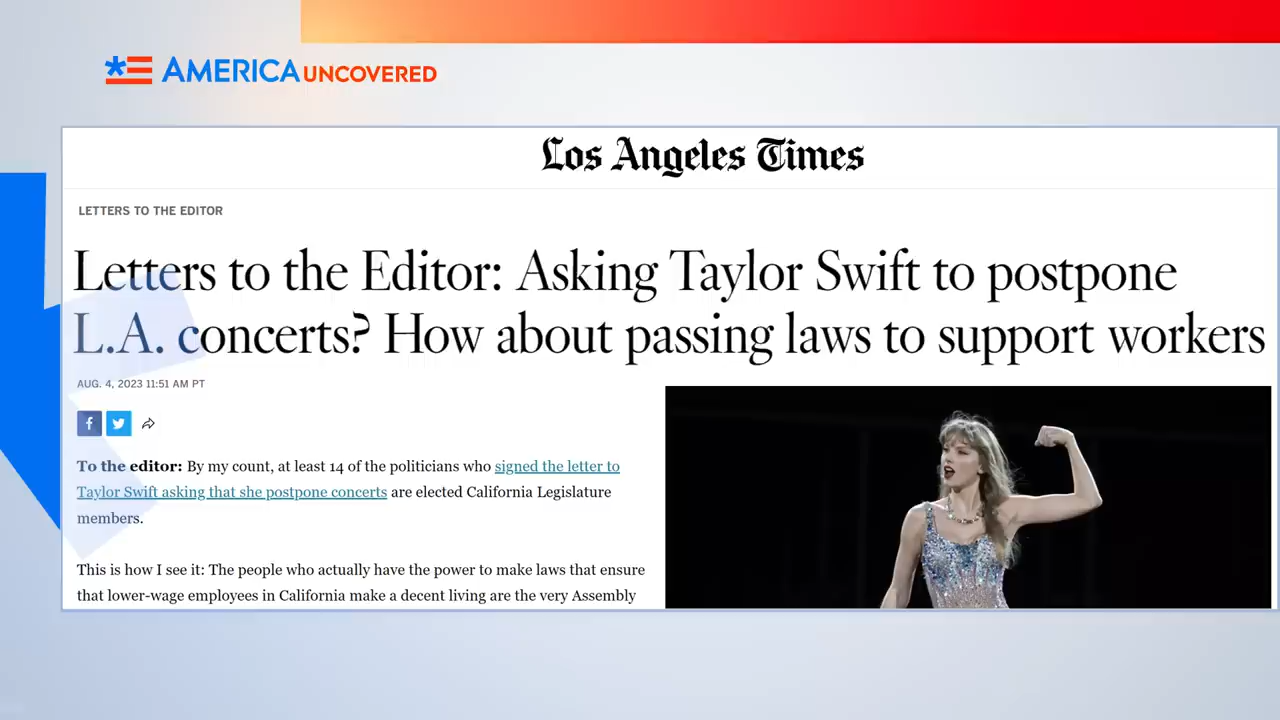 AMERICA UNCOVERED
Los Angeles Times
LETTERS TO THE EDITOR
Letters to the Editor: Asking Taylor Swift to postpone
L.A. concerts? How about passing laws to support workers
AUG. 4, 2023 11:51 AM PT
To the editor: By my count, at least 14 of the politicians who signed the letter to
Taylor Swift asking that she postpone concerts are elected California Legislature
members.
This is how I see it: The people who actually have the power to make laws that ensure
that lower-wage employees in California make a decent living are the very Assembly